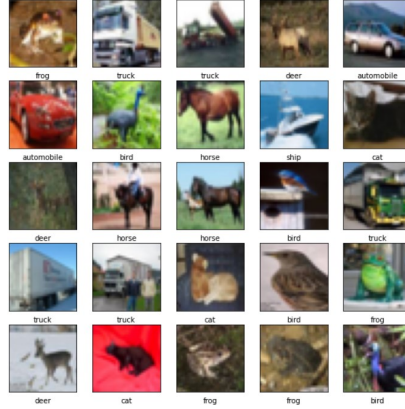 frog truck truck deer automobile
automobile bird horse ship cat
deer horse horse bird truck
truck truck cat bird frog
deer cat frog frog bird